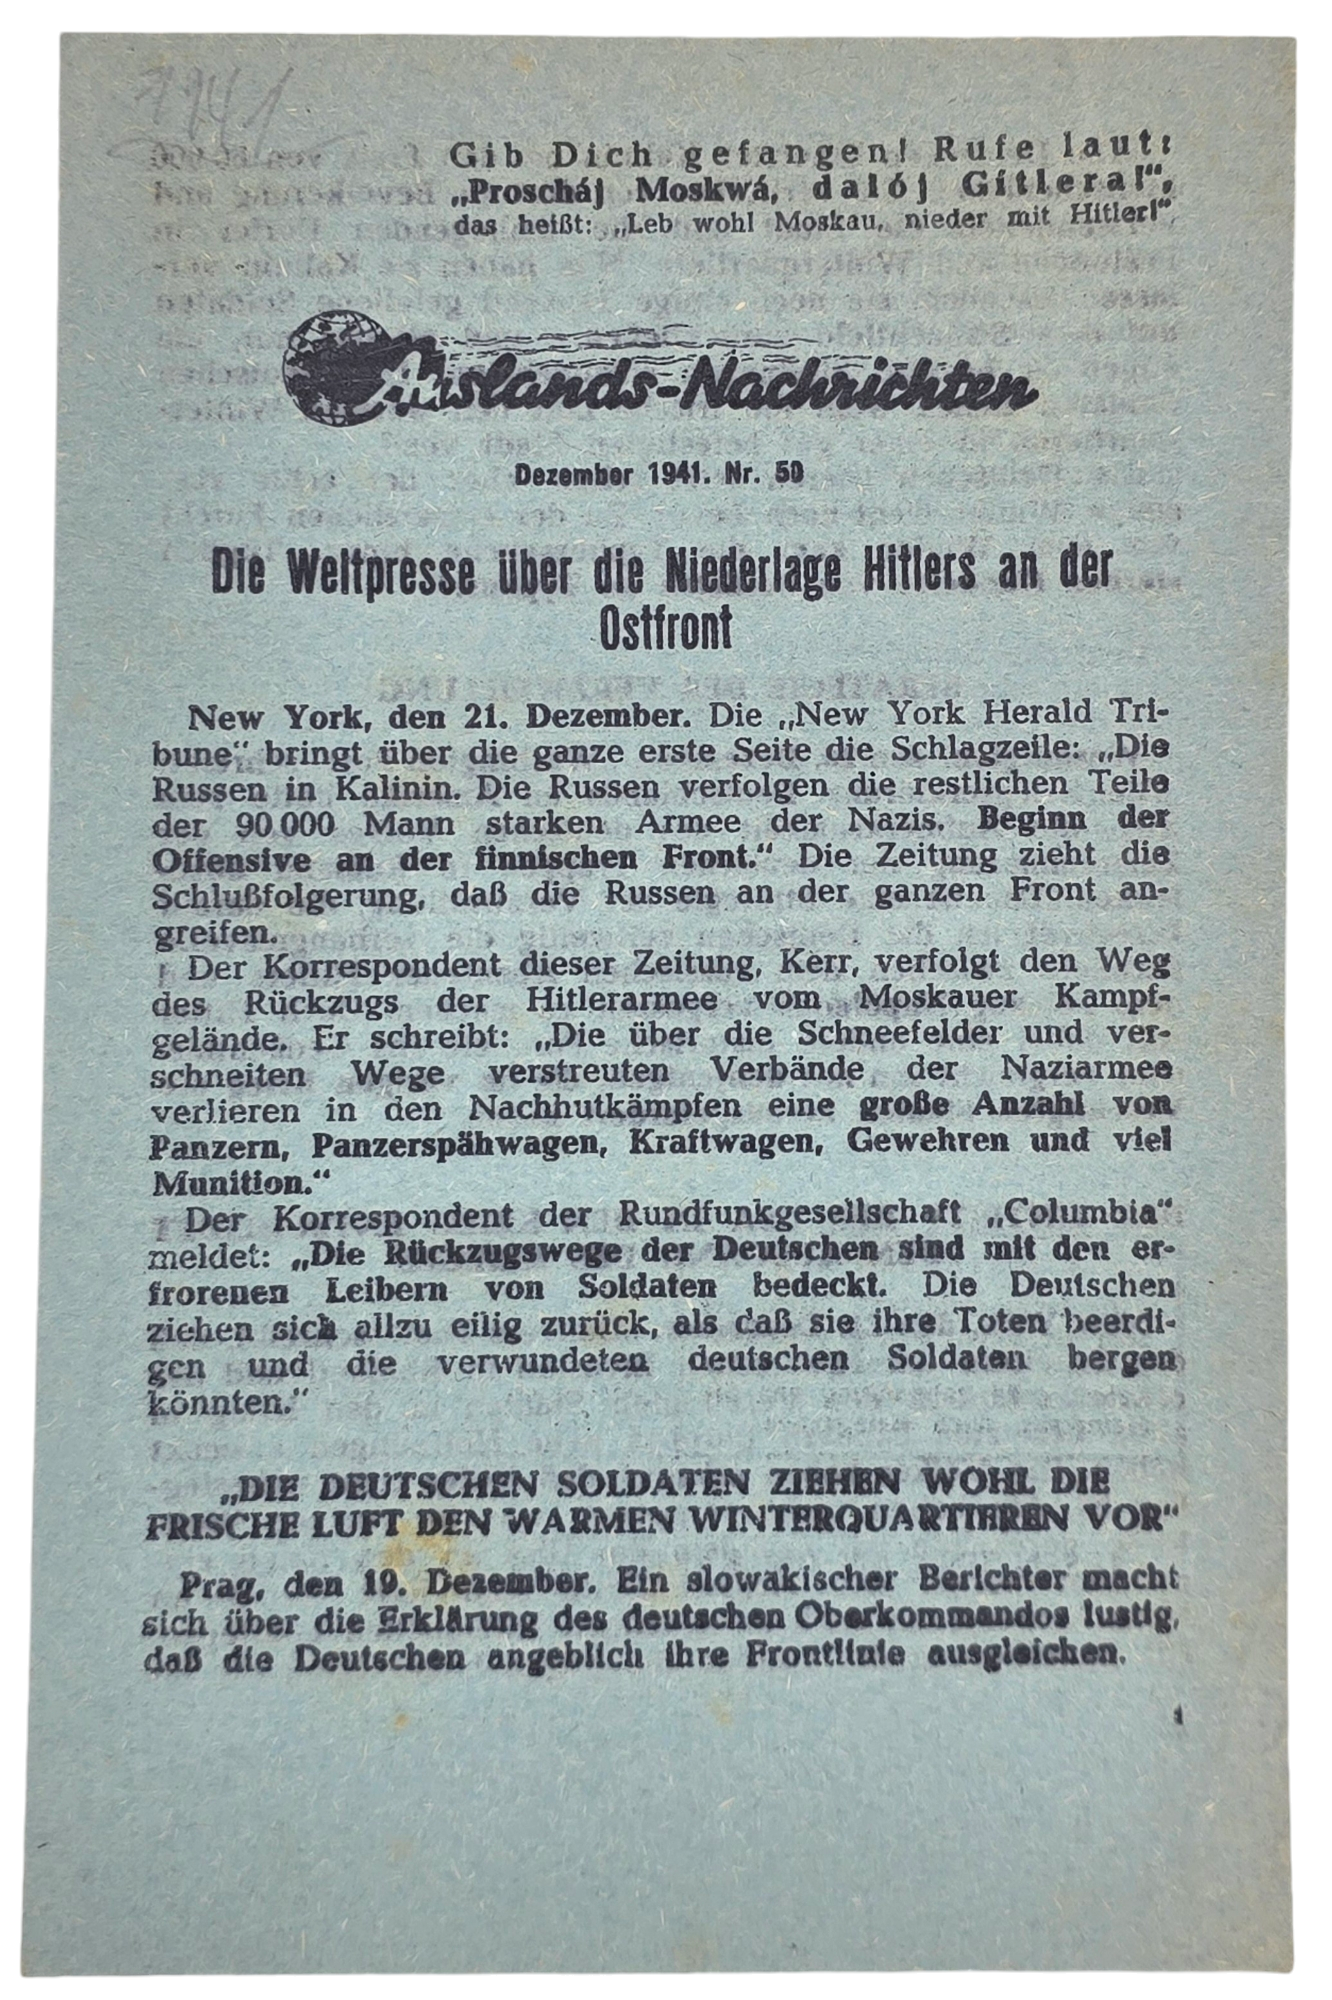 1941
Gib Dich gefangen! Rufe laut:
„Proscháj Moskwá, dalój Gitlera!“,
das heißt: „Leb wohl Moskau, nieder mit Hitler!“
Auslands-Nachrichten
Dezember 1941. Nr. 50
Die Weltpresse über die Niederlage Hitlers an der
Ostfront
New York, den 21. Dezember. Die „New York Herald Tri-
bune“ bringt über die ganze erste Seite die Schlagzeile: „Die
Russen in Kalinin. Die Russen verfolgen die restlichen Teile
der 90 000 Mann starken Armee der Nazis. Beginn der
Offensive an der finnischen Front.“ Die Zeitung zieht die
Schlußfolgerung, daß die Russen an der ganzen Front an-
greifen.
Der Korrespondent dieser Zeitung, Kerr, verfolgt den Weg
des Rückzugs der Hitlerarmee vom Moskauer Kampf-
gelände. Er schreibt: „Die über die Schneefelder und ver-
schneiten Wege verstreuten Verbände der Naziarmee
verlieren in den Nachhutkämpfen eine große Anzahl von
Panzern, Panzerspähwagen, Kraftwagen, Gewehren und viel
Munition.“
Der Korrespondent der Rundfunkgesellschaft „Columbia“
meldet: „Die Rückzugswege der Deutschen sind mit den er-
frorenen Leibern von Soldaten bedeckt. Die Deutschen
ziehen sich allzu eilig zurück, als daß sie ihre Toten beerdi-
gen und die verwundeten deutschen Soldaten bergen
könnten.“
„DIE DEUTSCHEN SOLDATEN ZIEHEN WOHL DIE
FRISCHE LUFT DEN WARMEN WINTERQUARTIEREN VOR“
Prag, den 19. Dezember. Ein slowakischer Berichter macht
sich über die Erklärung des deutschen Oberkommandos lustig,
daß die Deutschen angeblich ihre Frontlinie ausgleichen.
1